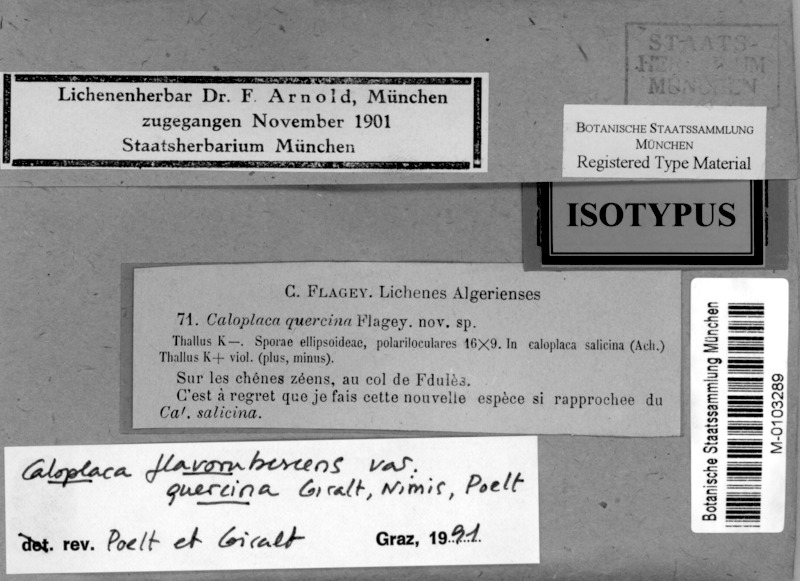 STAATS-
HERBARIUM
MÜNCHEN
Lichenenherbar Dr. F. Arnold, München
zugegangen November 1901
Staatsherbarium München
BOTANISCHE STAATSSAMMLUNG
MÜNCHEN
Registered Type Material
ISOTYPUS
C. FLAGEY. Lichenes Algerienses
71. Caloplaca quercina Flagey. nov. sp.
Thallus K—. Sporae ellipsoideae, polariloculares 16×9. In caloplaca salicina (Ach.)
Thallus K+ viol. (plus, minus).
Sur les chênes zéens, au col de Fdulès.
C'est à regret que je fais cette nouvelle espèce si rapprochee du
Ca'. salicina.
Botanische Staatssammlung München
M-0103289
Caloplaca flavorubescens var.
quercina Giralt, Nimis, Poelt
det. rev. Poelt et Giralt Graz, 1991.